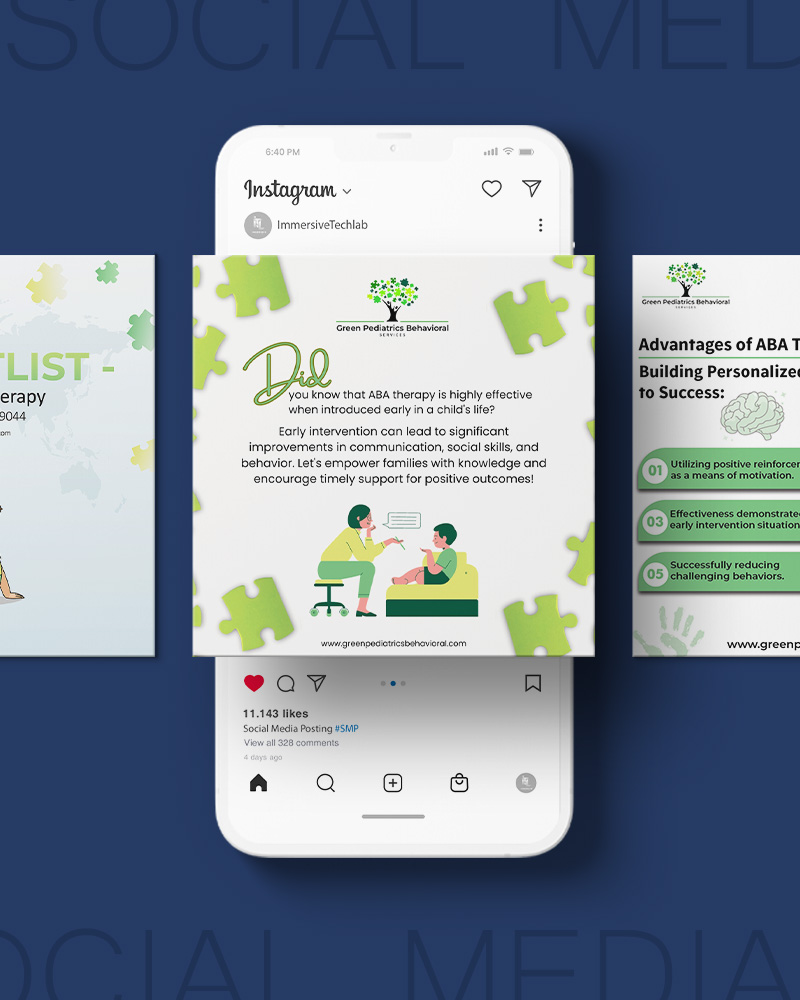 SOCIAL MED
6:40 PM
Instagram
ImmersiveTechlab
TLIST -
erapy
9044
.com
Green Pediatrics Behavioral
SERVICES
Did
you know that ABA therapy is highly effective
when introduced early in a child's life?
Early intervention can lead to significant
improvements in communication, social skills, and
behavior. Let's empower families with knowledge and
encourage timely support for positive outcomes!
www.greenpediatricsbehavioral.com
Green Pediatrics Behavioral
SERVICES
Advantages of ABA T
Building Personalized
to Success:
01 Utilizing positive reinforcem
as a means of motivation.
03 Effectiveness demonstrated
early intervention situation
05 Successfully reducing
challenging behaviors.
www.greenp
11.143 likes
Social Media Posting #SMP
View all 328 comments
4 days ago
OCIAL MEDIA